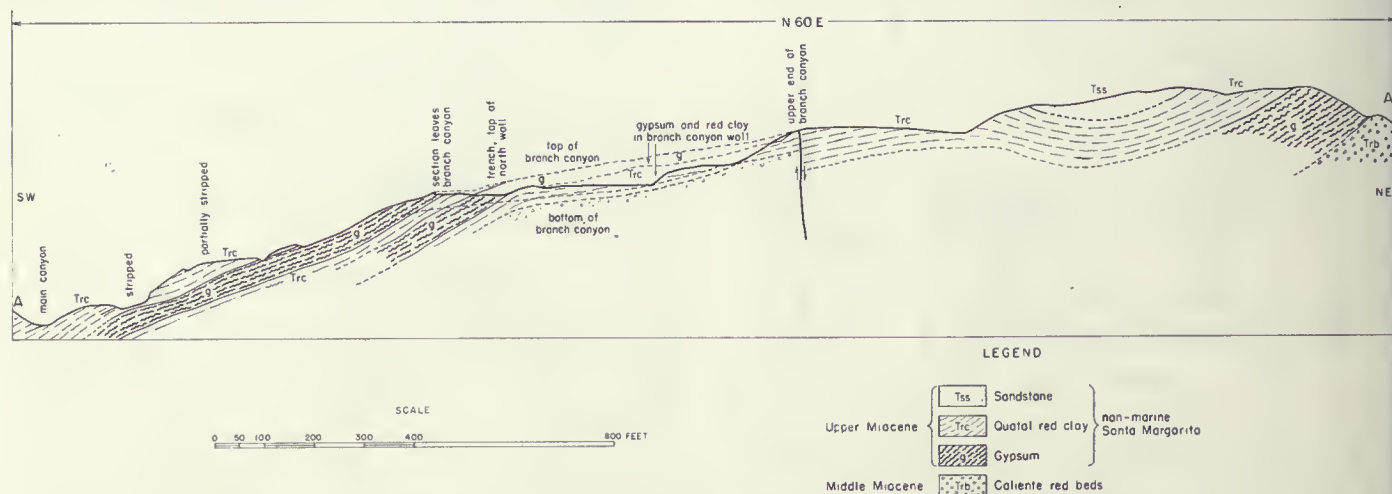 N 60 E
SW
A
main canyon
Trc
stripped
partially stripped
Trc
g
Trc
g
section leaves
branch canyon
g
trench, top of
north wall
top of
branch canyon
g
Trc
gypsum and red clay
in branch canyon wall
g
bottom of
branch canyon
upper end of
branch canyon
Trc
Tss
Trc
g
A
Trb
NE
SCALE
0 50 100 200 300 400 800 FEET
LEGEND
Upper Miocene
Tss Sandstone
Trc Quatal red clay
g Gypsum
non-marine
Santa Margarita
Middle Miocene Trb Caliente red beds